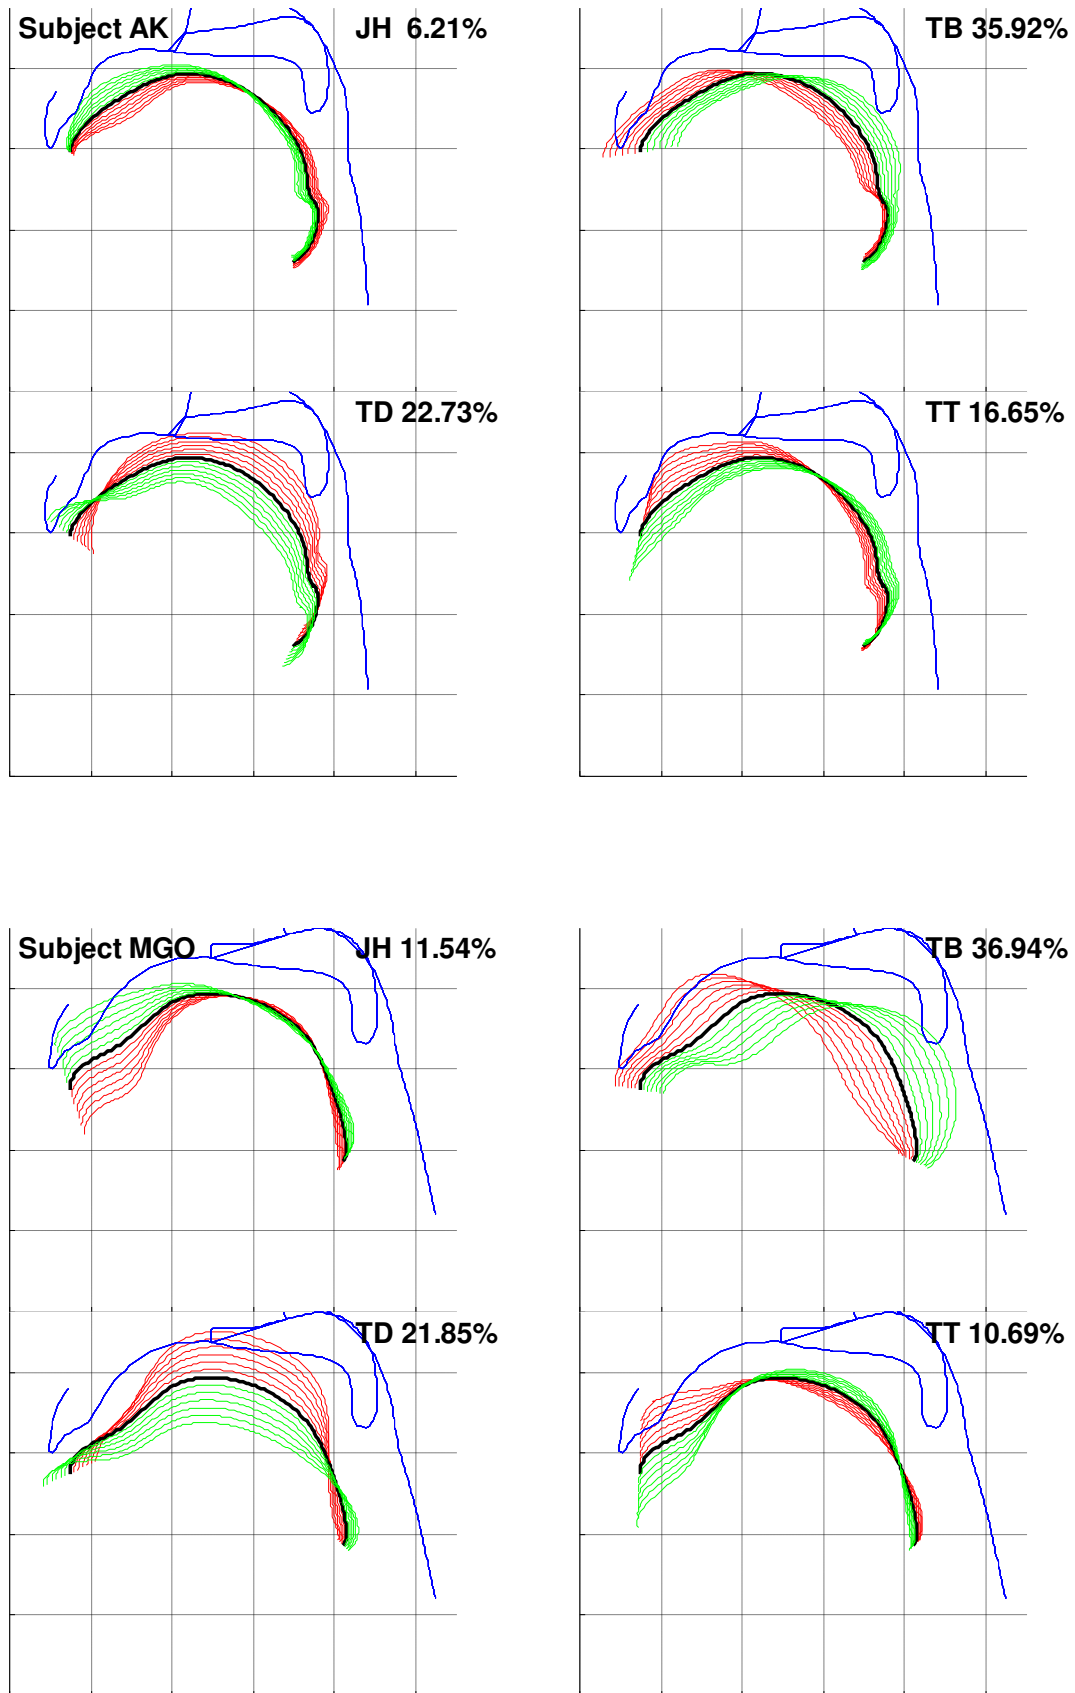 Subject AK JH 6.21%
TB 35.92%
TD 22.73%
TT 16.65%
Subject MGO JH 11.54%
TB 36.94%
TD 21.85%
TT 10.69%